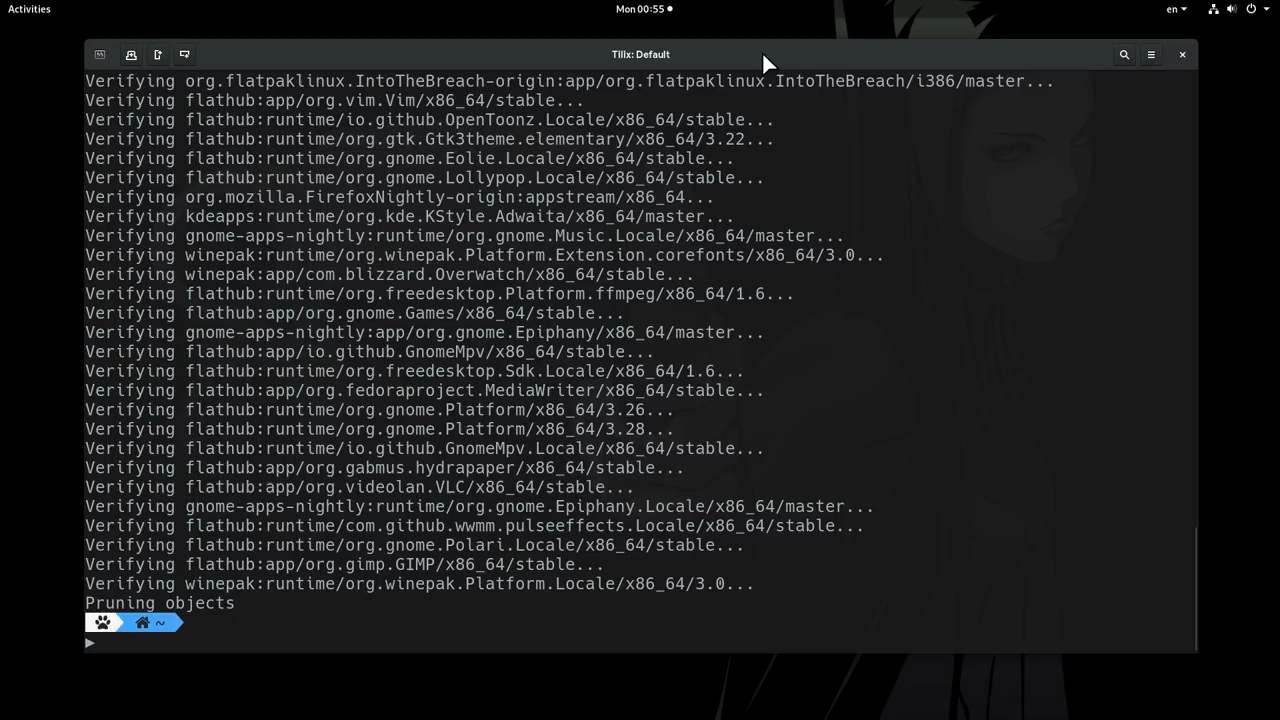 Activities
Mon 00:55
en
Tilix: Default
Verifying org.flatpaklinux.IntoTheBreach-origin:app/org.flatpaklinux.IntoTheBreach/i386/master...
Verifying flathub:app/org.vim.Vim/x86_64/stable...
Verifying flathub:runtime/io.github.OpenToonz.Locale/x86_64/stable...
Verifying flathub:runtime/org.gtk.Gtk3theme.elementary/x86_64/3.22...
Verifying flathub:runtime/org.gnome.Eolie.Locale/x86_64/stable...
Verifying flathub:runtime/org.gnome.Lollypop.Locale/x86_64/stable...
Verifying org.mozilla.FirefoxNightly-origin:appstream/x86_64...
Verifying kdeapps:runtime/org.kde.KStyle.Adwaita/x86_64/master...
Verifying gnome-apps-nightly:runtime/org.gnome.Music.Locale/x86_64/master...
Verifying winepak:runtime/org.winepak.Platform.Extension.corefonts/x86_64/3.0...
Verifying winepak:app/com.blizzard.Overwatch/x86_64/stable...
Verifying flathub:runtime/org.freedesktop.Platform.ffmpeg/x86_64/1.6...
Verifying flathub:app/org.gnome.Games/x86_64/stable...
Verifying gnome-apps-nightly:app/org.gnome.Epiphany/x86_64/master...
Verifying flathub:app/io.github.GnomeMpv/x86_64/stable...
Verifying flathub:runtime/org.freedesktop.Sdk.Locale/x86_64/1.6...
Verifying flathub:app/org.fedoraproject.MediaWriter/x86_64/stable...
Verifying flathub:runtime/org.gnome.Platform/x86_64/3.26...
Verifying flathub:runtime/org.gnome.Platform/x86_64/3.28...
Verifying flathub:runtime/io.github.GnomeMpv.Locale/x86_64/stable...
Verifying flathub:app/org.gabmus.hydrapaper/x86_64/stable...
Verifying flathub:app/org.videolan.VLC/x86_64/stable...
Verifying gnome-apps-nightly:runtime/org.gnome.Epiphany.Locale/x86_64/master...
Verifying flathub:runtime/com.github.wwmm.pulseeffects.Locale/x86_64/stable...
Verifying flathub:runtime/org.gnome.Polari.Locale/x86_64/stable...
Verifying flathub:app/org.gimp.GIMP/x86_64/stable...
Verifying winepak:runtime/org.winepak.Platform.Locale/x86_64/3.0...
Pruning objects
~